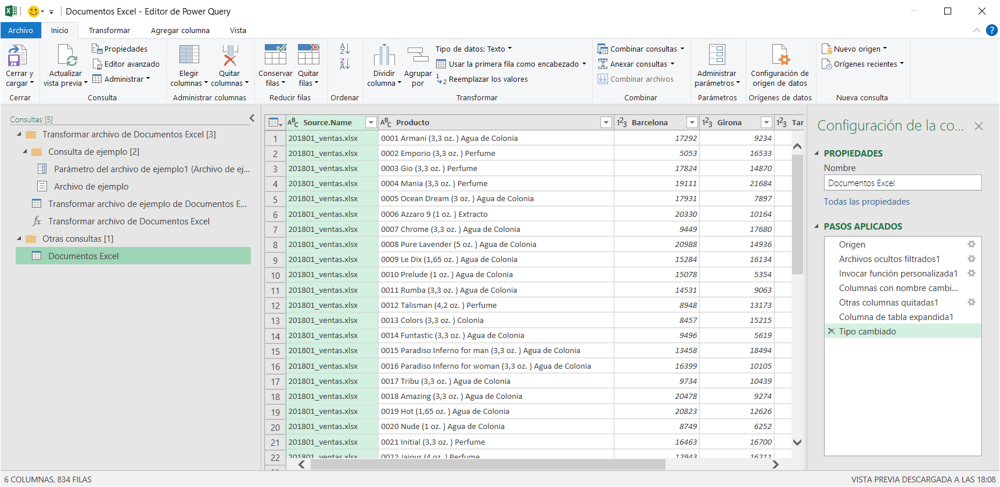 Documentos Excel - Editor de Power Query
Archivo
Inicio
Transformar
Agregar columna
Vista
?
Cerrar y cargar
Cerrar
Actualizar vista previa
Propiedades
Editor avanzado
Administrar
Consulta
Elegir columnas
Quitar columnas
Administrar columnas
Conservar filas
Quitar filas
Reducir filas
A Z
Z A
Ordenar
Dividir columna
Agrupar por
Tipo de datos: Texto
Usar la primera fila como encabezado
1 2 Reemplazar los valores
Transformar
Combinar consultas
Anexar consultas
Combinar archivos
Combinar
Administrar parámetros
Parámetros
Configuración de origen de datos
Orígenes de datos
Nuevo origen
Orígenes recientes
Nueva consulta
Consultas [5]
Transformar archivo de Documentos Excel [3]
Consulta de ejemplo [2]
Parámetro del archivo de ejemplo1 (Archivo de ej...
Archivo de ejemplo
Transformar archivo de ejemplo de Documentos E...
fx Transformar archivo de Documentos Excel
Otras consultas [1]
Documentos Excel
ABC Source.Name ABC Producto 123 Barcelona 123 Girona 123 Tar
1 201801_ventas.xlsx 0001 Armani (3,3 oz. ) Agua de Colonia 17292 9234
2 201801_ventas.xlsx 0002 Emporio (3,3 oz. ) Perfume 5053 16533
3 201801_ventas.xlsx 0003 Gio (3,3 oz. ) Perfume 17824 14870
4 201801_ventas.xlsx 0004 Mania (3,3 oz. ) Perfume 19111 21684
5 201801_ventas.xlsx 0005 Ocean Dream (3 oz. ) Agua de Colonia 17931 7897
6 201801_ventas.xlsx 0006 Azzaro 9 (1 oz. ) Extracto 20330 10164
7 201801_ventas.xlsx 0007 Chrome (3,3 oz. ) Agua de Colonia 9449 17680
8 201801_ventas.xlsx 0008 Pure Lavender (5 oz. ) Agua de Colonia 20988 14936
9 201801_ventas.xlsx 0009 Le Dix (1,65 oz. ) Agua de Colonia 15284 16134
10 201801_ventas.xlsx 0010 Prelude (1 oz. ) Agua de Colonia 15078 5354
11 201801_ventas.xlsx 0011 Rumba (3,3 oz. ) Agua de Colonia 14531 9063
12 201801_ventas.xlsx 0012 Talisman (4,2 oz. ) Perfume 8948 13173
13 201801_ventas.xlsx 0013 Colors (3,3 oz. ) Colonia 8457 15215
14 201801_ventas.xlsx 0014 Funtastic (3,3 oz. ) Agua de Colonia 9496 5619
15 201801_ventas.xlsx 0015 Paradiso Inferno for man (3,3 oz. ) Agua de Colonia 13458 18494
16 201801_ventas.xlsx 0016 Paradiso Inferno for woman (3,3 oz. ) Agua de Colonia 16399 10105
17 201801_ventas.xlsx 0017 Tribu (3,3 oz. ) Agua de Colonia 9734 10439
18 201801_ventas.xlsx 0018 Amazing (3,3 oz. ) Agua de Colonia 20478 9274
19 201801_ventas.xlsx 0019 Hot (1,65 oz. ) Agua de Colonia 20823 12626
20 201801_ventas.xlsx 0020 Nude (1 oz. ) Agua de Colonia 8749 6252
21 201801_ventas.xlsx 0021 Initial (3,3 oz. ) Perfume 16463 16700
22 201801_ventas.xlsx 0022 Jaipur (4 oz. ) Perfume 12943 16211
Configuración de la co...
PROPIEDADES
Nombre
Documentos Excel
Todas las propiedades
PASOS APLICADOS
Origen
Archivos ocultos filtrados1
Invocar función personalizada1
Columnas con nombre cambi...
Otras columnas quitadas1
Columna de tabla expandida1
Tipo cambiado
6 COLUMNAS, 834 FILAS
VISTA PREVIA DESCARGADA A LAS 18:08